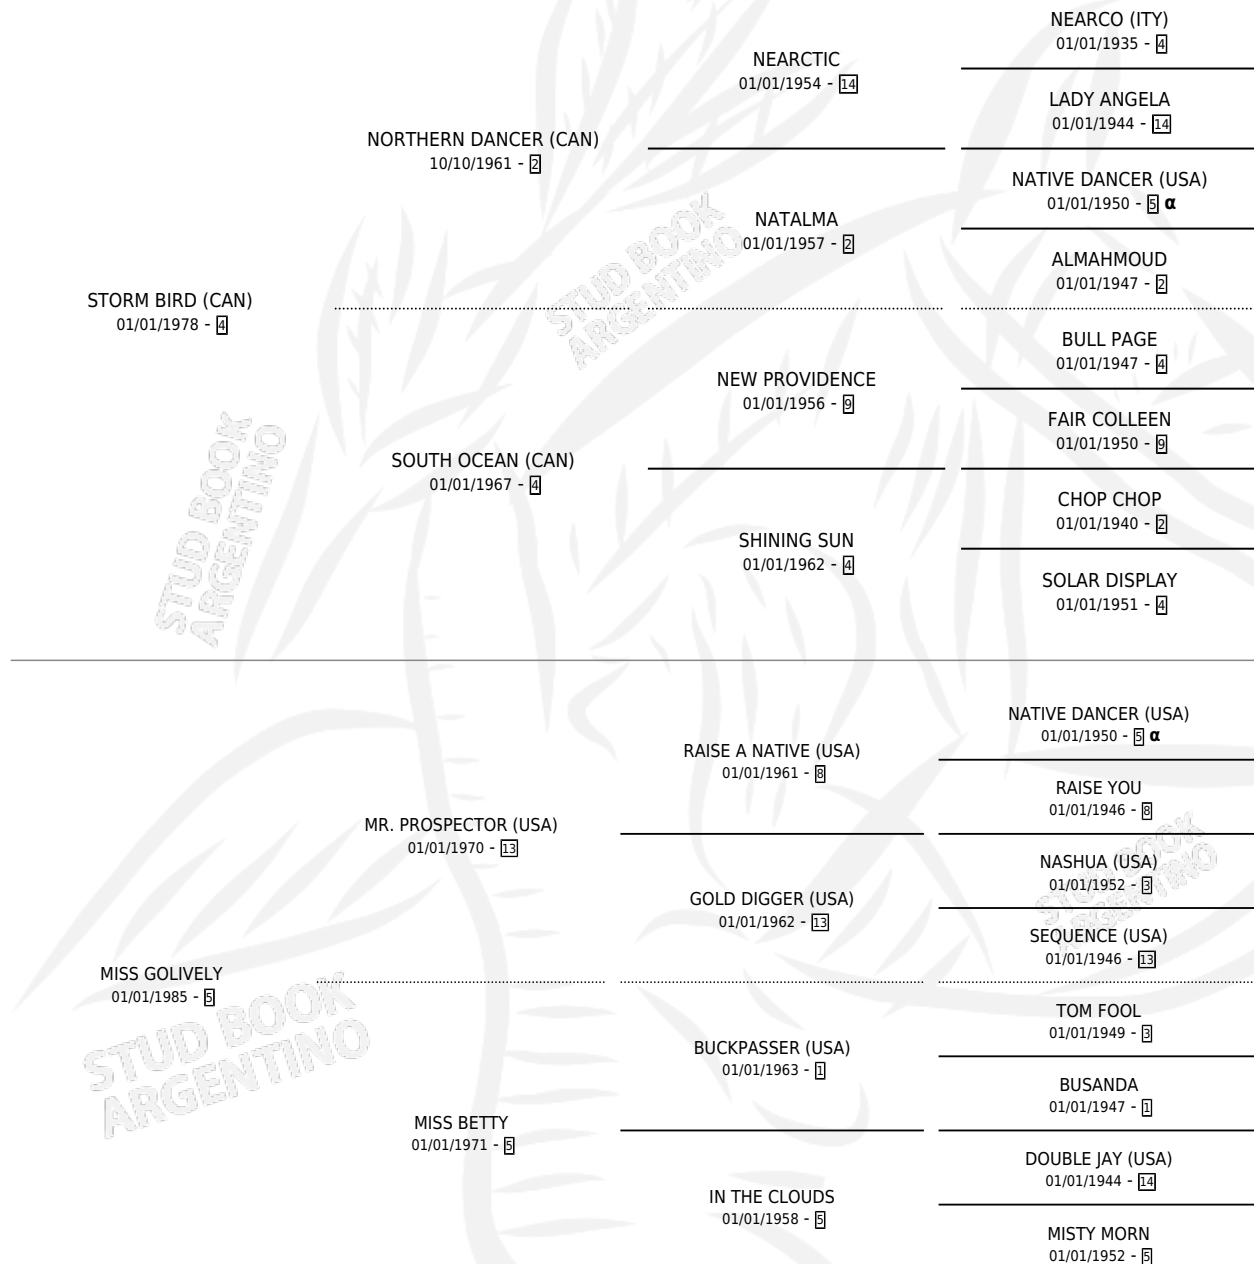 NEARCO (ITY)
01/01/1935 - 4
NEARCTIC
01/01/1954 - 14
LADY ANGELA
01/01/1944 - 14
NORTHERN DANCER (CAN)
10/10/1961 - 2
NATIVE DANCER (USA)
01/01/1950 - 5 α
NATALMA
01/01/1957 - 2
ALMAHMOUD
01/01/1947 - 2
STORM BIRD (CAN)
01/01/1978 - 4
STUD BOOK
ARGENTINO
BULL PAGE
01/01/1947 - 4
NEW PROVIDENCE
01/01/1956 - 9
FAIR COLLEEN
01/01/1950 - 9
SOUTH OCEAN (CAN)
01/01/1967 - 4
STUD BOOK
ARGENTINO
CHOP CHOP
01/01/1940 - 2
SHINING SUN
01/01/1962 - 4
SOLAR DISPLAY
01/01/1951 - 4
NATIVE DANCER (USA)
01/01/1950 - 5 α
RAISE A NATIVE (USA)
01/01/1961 - 8
RAISE YOU
01/01/1946 - 8
MR. PROSPECTOR (USA)
01/01/1970 - 13
STUD BOOK
ARGENTINO
NASHUA (USA)
01/01/1952 - 3
GOLD DIGGER (USA)
01/01/1962 - 13
SEQUENCE (USA)
01/01/1946 - 13
MISS GOLIVELY
01/01/1985 - 5
STUD BOOK
ARGENTINO
TOM FOOL
01/01/1949 - 3
BUCKPASSER (USA)
01/01/1963 - 1
BUSANDA
01/01/1947 - 1
MISS BETTY
01/01/1971 - 5
DOUBLE JAY (USA)
01/01/1944 - 14
IN THE CLOUDS
01/01/1958 - 5
MISTY MORN
01/01/1952 - 5